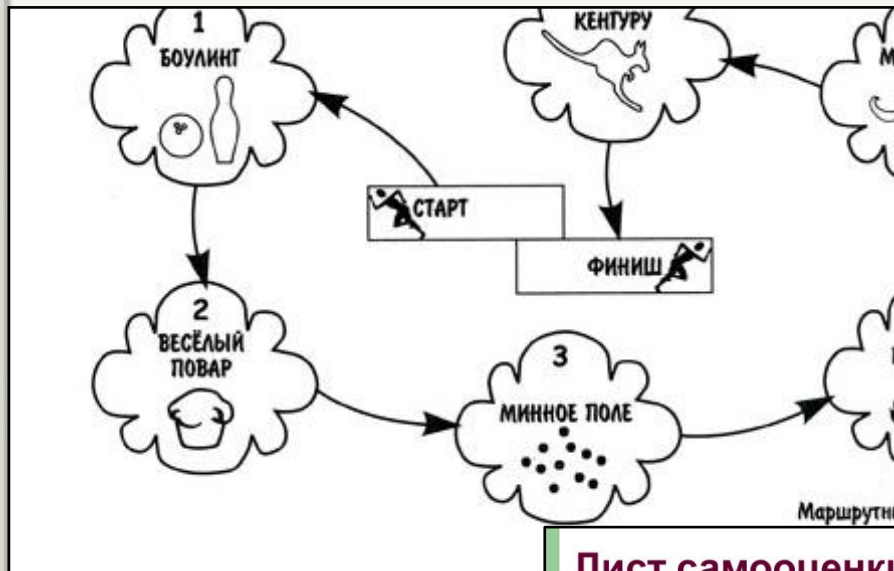 1
БОУЛИНГ
КЕНГУРУ
СТАРТ
ФИНИШ
2
ВЕСЁЛЫЙ
ПОВАР
3
МИННОЕ ПОЛЕ
Лист самооценки